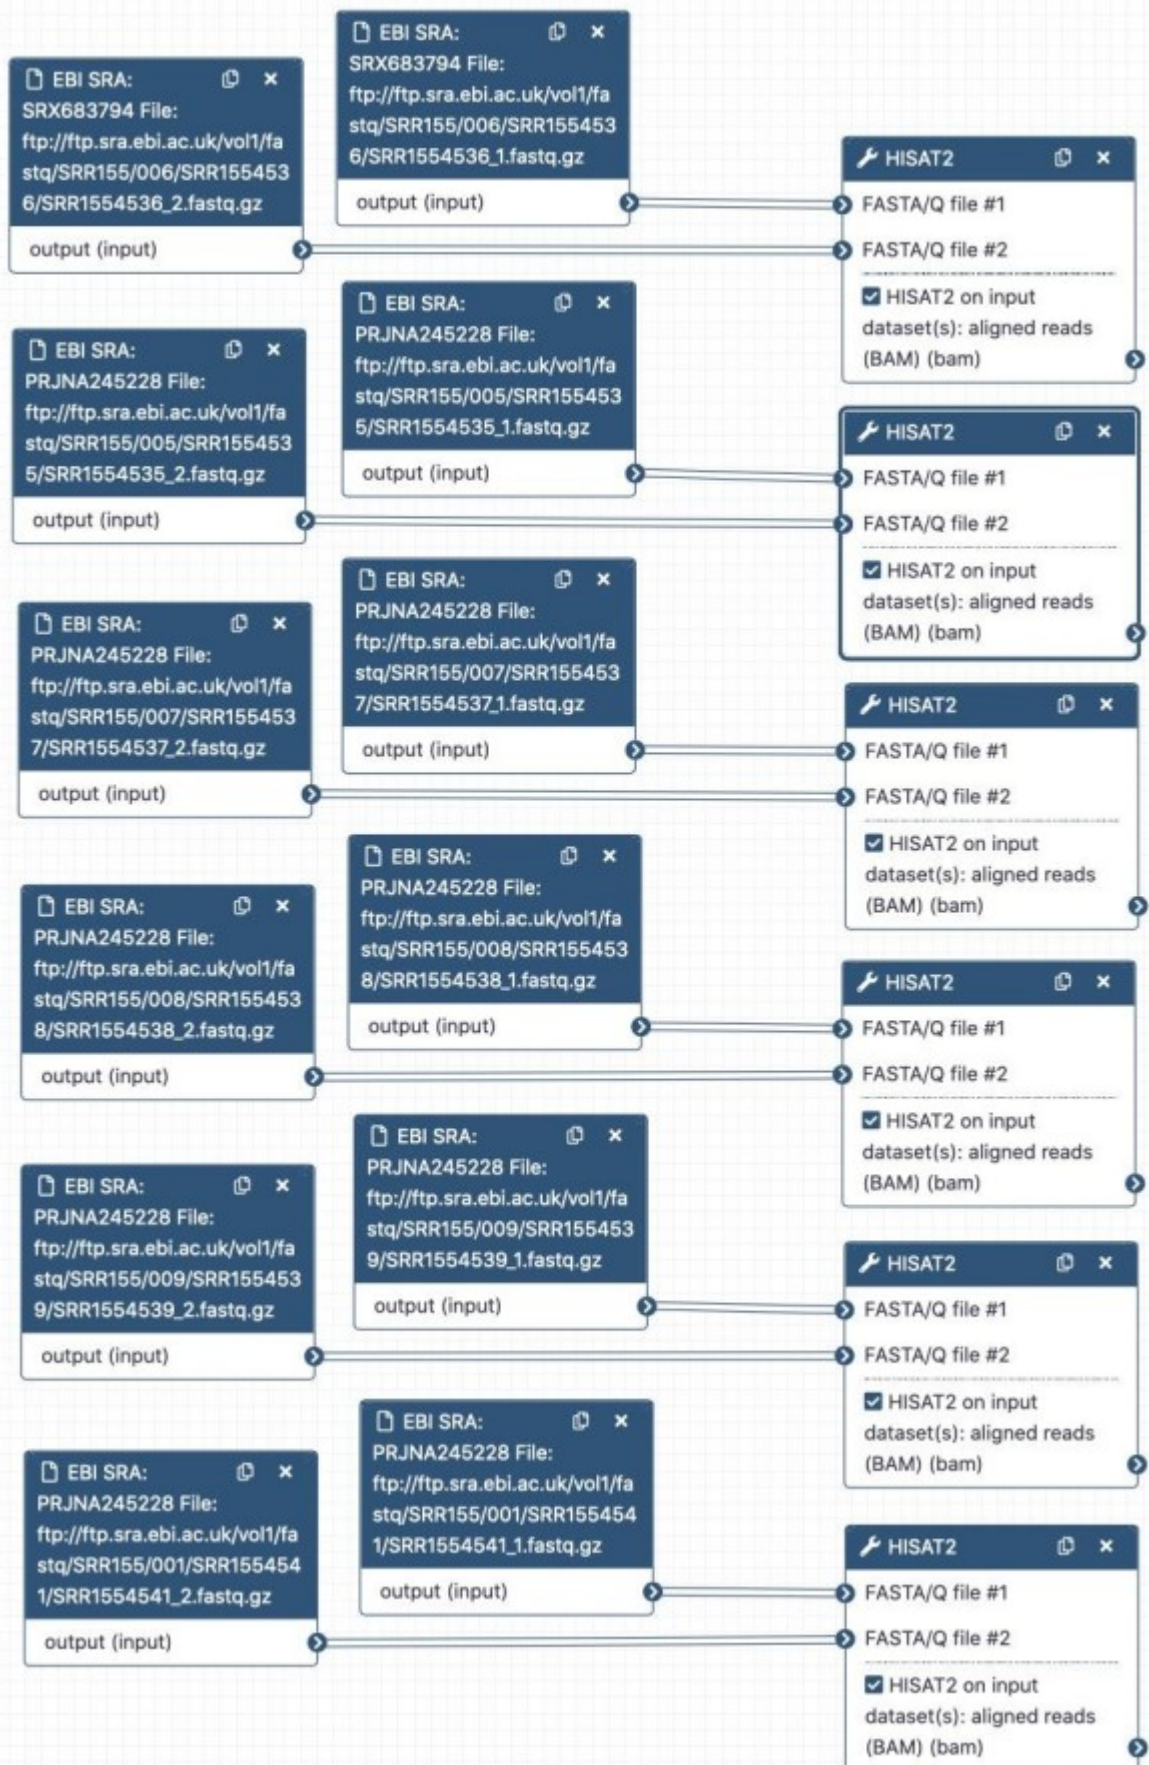 EBI SRA:
SRX683794 File:
ftp://ftp.sra.ebi.ac.uk/vol1/fa
stq/SRR155/006/SRR155453
6/SRR1554536_1.fastq.gz
output (input)
EBI SRA:
SRX683794 File:
ftp://ftp.sra.ebi.ac.uk/vol1/fa
stq/SRR155/006/SRR155453
6/SRR1554536_2.fastq.gz
output (input)
HISAT2
FASTA/Q file #1
FASTA/Q file #2
HISAT2 on input
dataset(s): aligned reads
(BAM) (bam)
EBI SRA:
PRJNA245228 File:
ftp://ftp.sra.ebi.ac.uk/vol1/fa
stq/SRR155/005/SRR155453
5/SRR1554535_1.fastq.gz
output (input)
EBI SRA:
PRJNA245228 File:
ftp://ftp.sra.ebi.ac.uk/vol1/fa
stq/SRR155/005/SRR155453
5/SRR1554535_2.fastq.gz
output (input)
HISAT2
FASTA/Q file #1
FASTA/Q file #2
HISAT2 on input
dataset(s): aligned reads
(BAM) (bam)
EBI SRA:
PRJNA245228 File:
ftp://ftp.sra.ebi.ac.uk/vol1/fa
stq/SRR155/007/SRR155453
7/SRR1554537_1.fastq.gz
output (input)
EBI SRA:
PRJNA245228 File:
ftp://ftp.sra.ebi.ac.uk/vol1/fa
stq/SRR155/007/SRR155453
7/SRR1554537_2.fastq.gz
output (input)
HISAT2
FASTA/Q file #1
FASTA/Q file #2
HISAT2 on input
dataset(s): aligned reads
(BAM) (bam)
EBI SRA:
PRJNA245228 File:
ftp://ftp.sra.ebi.ac.uk/vol1/fa
stq/SRR155/008/SRR155453
8/SRR1554538_1.fastq.gz
output (input)
EBI SRA:
PRJNA245228 File:
ftp://ftp.sra.ebi.ac.uk/vol1/fa
stq/SRR155/008/SRR155453
8/SRR1554538_2.fastq.gz
output (input)
HISAT2
FASTA/Q file #1
FASTA/Q file #2
HISAT2 on input
dataset(s): aligned reads
(BAM) (bam)
EBI SRA:
PRJNA245228 File:
ftp://ftp.sra.ebi.ac.uk/vol1/fa
stq/SRR155/009/SRR155453
9/SRR1554539_1.fastq.gz
output (input)
EBI SRA:
PRJNA245228 File:
ftp://ftp.sra.ebi.ac.uk/vol1/fa
stq/SRR155/009/SRR155453
9/SRR1554539_2.fastq.gz
output (input)
HISAT2
FASTA/Q file #1
FASTA/Q file #2
HISAT2 on input
dataset(s): aligned reads
(BAM) (bam)
EBI SRA:
PRJNA245228 File:
ftp://ftp.sra.ebi.ac.uk/vol1/fa
stq/SRR155/001/SRR155454
1/SRR1554541_1.fastq.gz
output (input)
EBI SRA:
PRJNA245228 File:
ftp://ftp.sra.ebi.ac.uk/vol1/fa
stq/SRR155/001/SRR155454
1/SRR1554541_2.fastq.gz
output (input)
HISAT2
FASTA/Q file #1
FASTA/Q file #2
HISAT2 on input
dataset(s): aligned reads
(BAM) (bam)